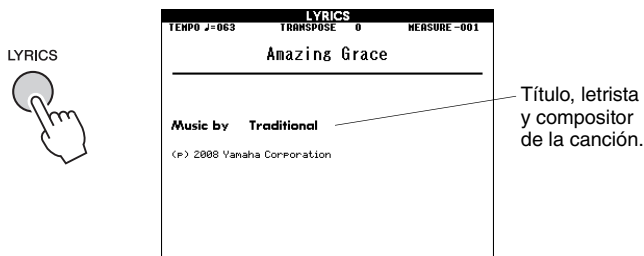 LYRICS
TEMPO ♩=063 TRANSPOSE 0 MEASURE -001
LYRICS
Amazing Grace
Título, letrista
y compositor
de la canción.
Music by Traditional
(P) 2008 Yamaha Corporation